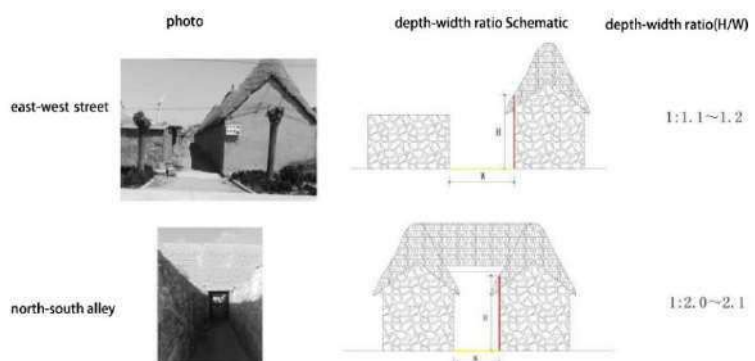 photo depth-width ratio Schematic depth-width ratio(H/W)
east-west street
H
W
1:1.1~1.2
north-south alley
H
1:2.0~2.1